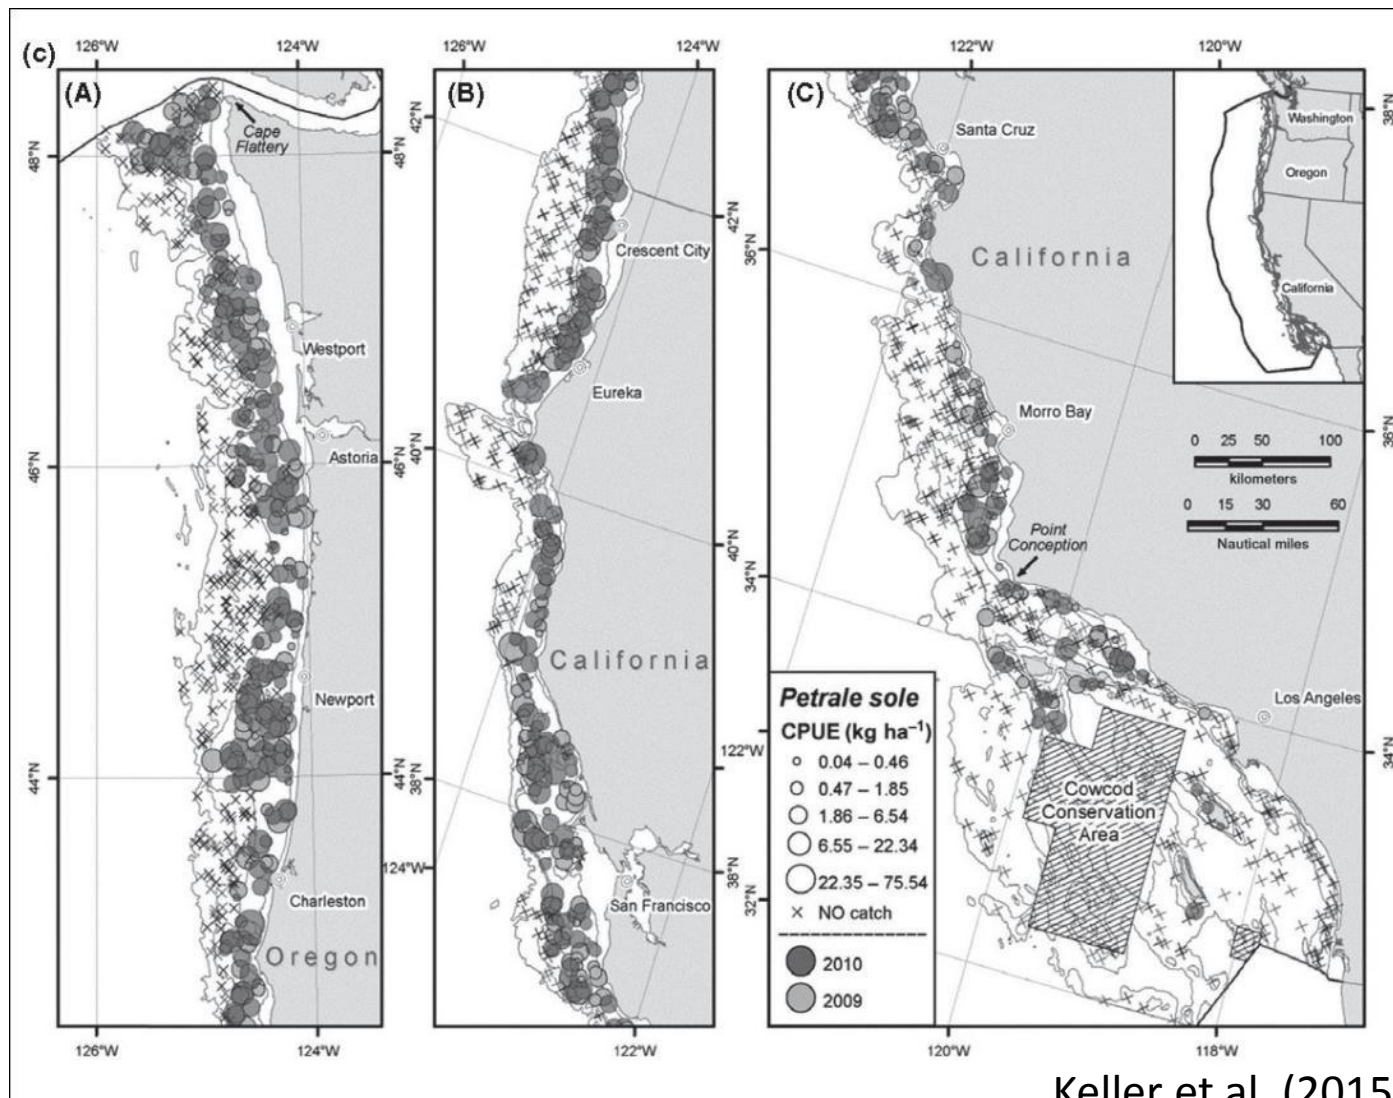 (c)
126°W
124°W
126°W
124°W
122°W
120°W
(A)
(B)
(C)
Cape
Flattery
48°N
48°N
Westport
Astoria
46°N
46°N
Newport
44°N
44°N
Charleston
Oregon
126°W
124°W
42°N
42°N
Crescent City
Eureka
40°N
40°N
California
38°N
122°W
124°W
38°N
San Francisco
122°W
Santa Cruz
38°N
36°N
California
Morro Bay
36°N
Point
Conception
34°N
Los Angeles
34°N
32°N
Cowcod
Conservation
Area
120°W
118°W
Washington
Oregon
California
0 25 50 100
kilometers
0 15 30 60
Nautical miles
Petrale sole
CPUE (kg ha⁻¹)
0.04 – 0.46
0.47 – 1.85
1.86 – 6.54
6.55 – 22.34
22.35 – 75.54
NO catch
2010
2009
Keller et al. (2015